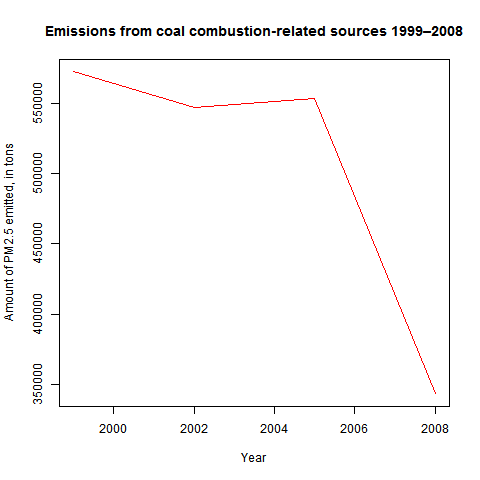 Emissions from coal combustion-related sources 1999–2008
Amount of PM2.5 emitted, in tons
550000
500000
450000
400000
350000
2000 2002 2004 2006 2008
Year